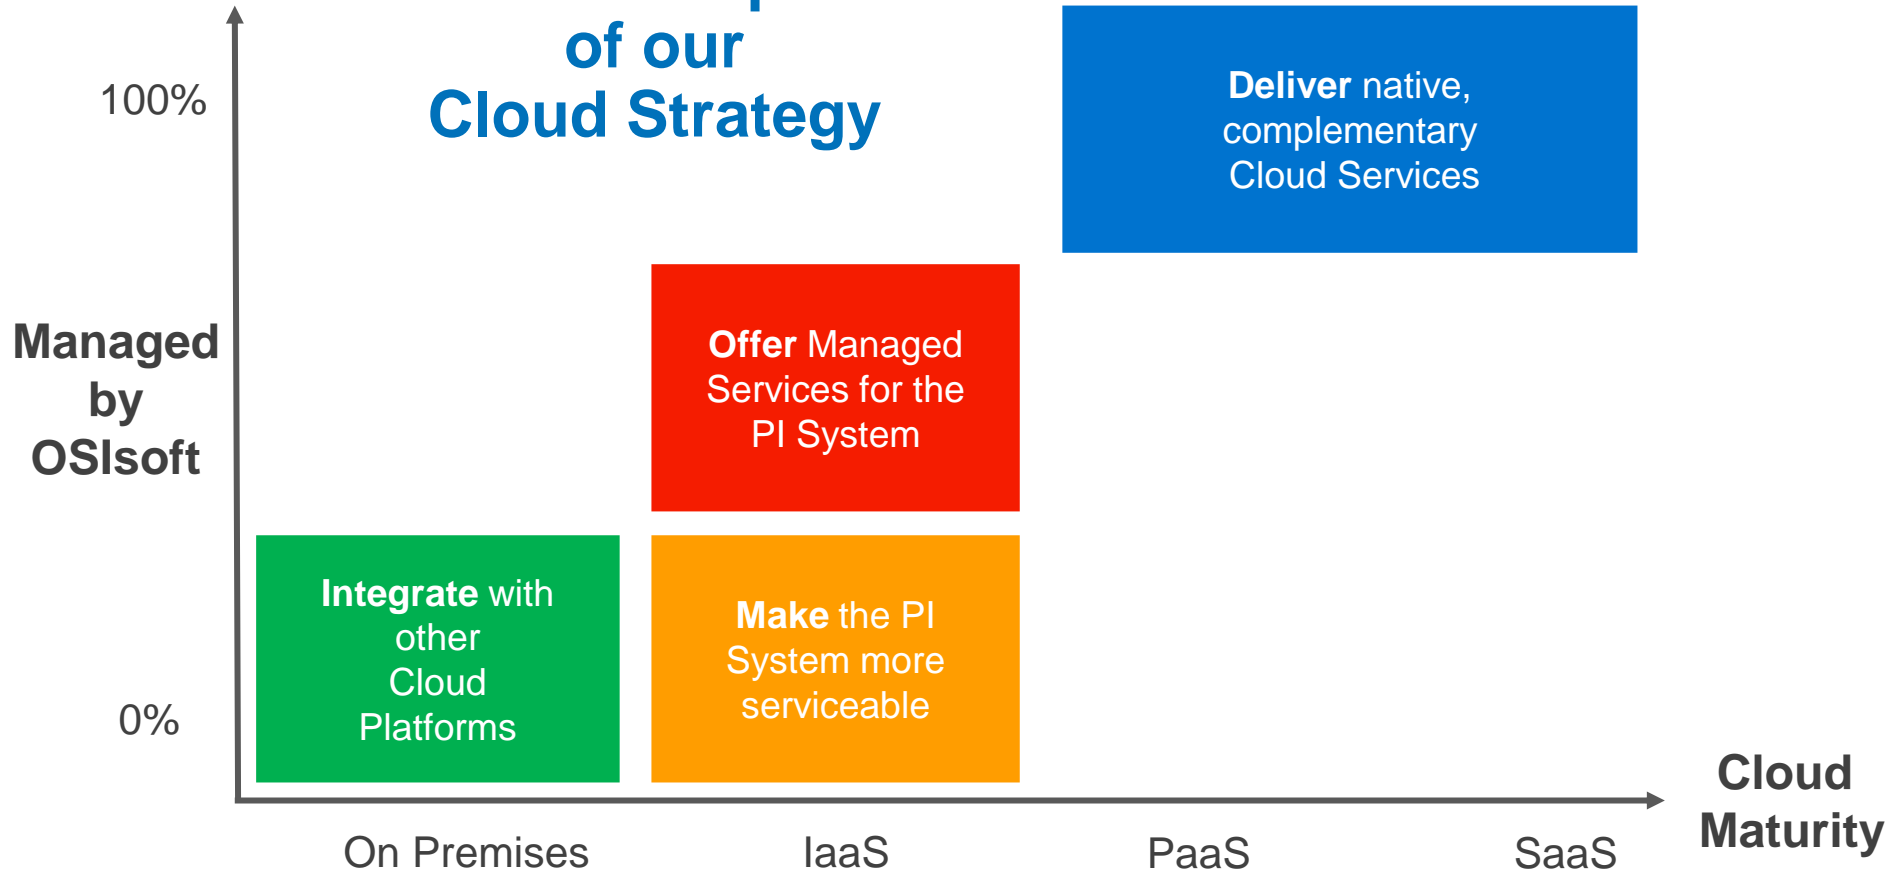 of our
Cloud Strategy
100%
Deliver native,
complementary
Cloud Services
Managed
by
OSIsoft
Offer Managed
Services for the
PI System
Integrate with
other
Cloud
Platforms
Make the PI
System more
serviceable
0%
Cloud
Maturity
On Premises
IaaS
PaaS
SaaS